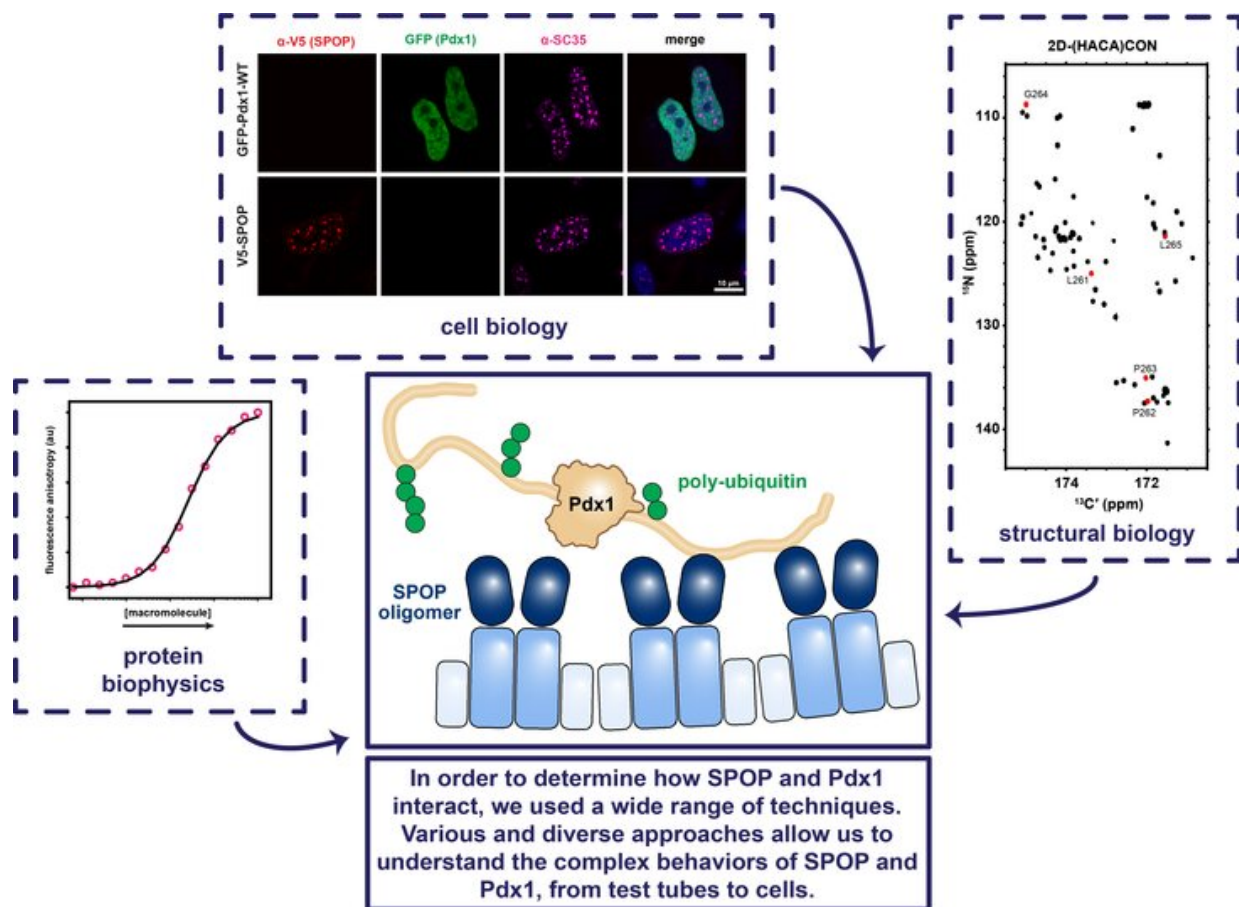 α-V5 (SPOP) GFP (Pdx1) α-SC35 merge
GFP-Pdx1-WT
V5-SPOP
10 µm
cell biology
2D-(HACA)CON
G264
110
120
L265
L261
¹⁵N (ppm)
130
P263
P262
140
174 172
¹³C' (ppm)
structural biology
fluorescence anisotropy (au)
[macromolecule]
protein
biophysics
poly-ubiquitin
Pdx1
SPOP
oligomer
In order to determine how SPOP and Pdx1
interact, we used a wide range of techniques.
Various and diverse approaches allow us to
understand the complex behaviors of SPOP and
Pdx1, from test tubes to cells.